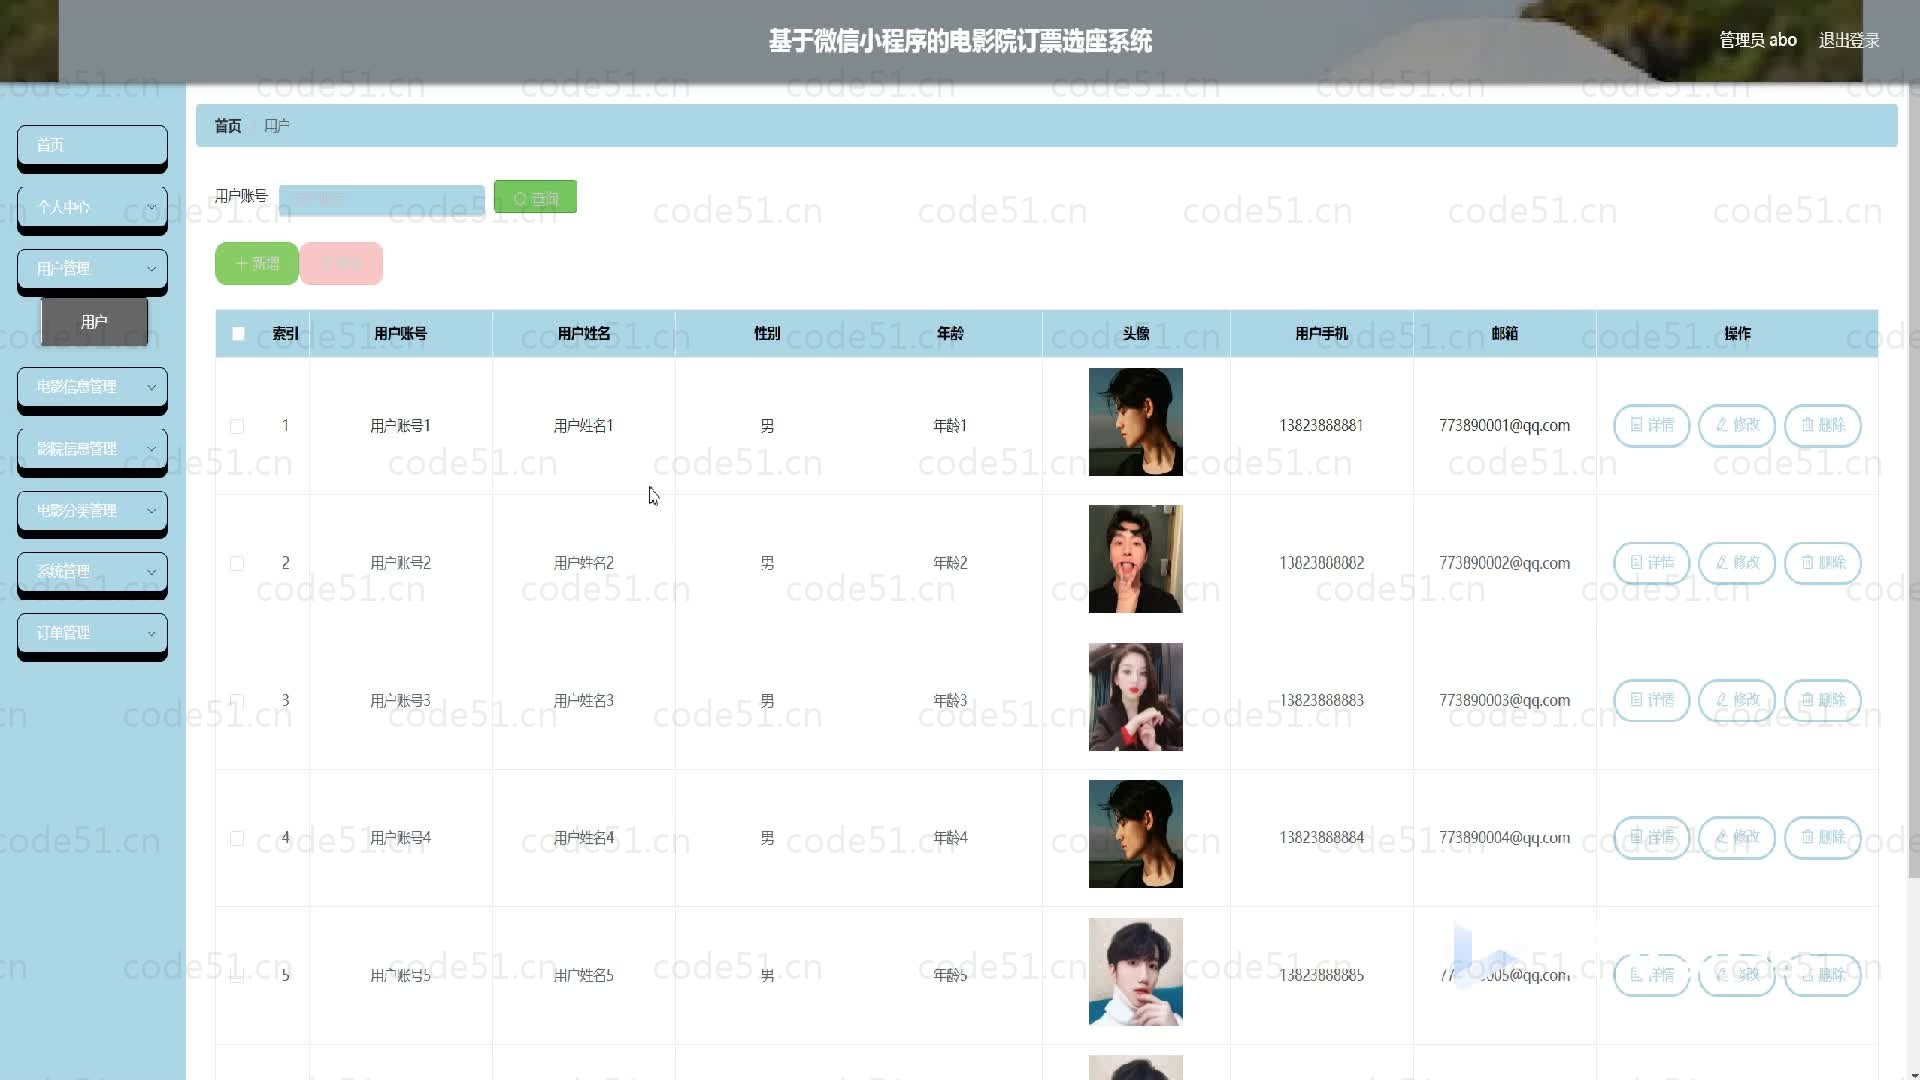 基于微信小程序的电影院订票选座系统
管理员 abo 退出登录
首页
个人中心
用户管理
用户
电影信息管理
影院信息管理
电影分类管理
系统管理
订单管理
首页 用户
用户账号 查询
新增
索引 用户账号 用户姓名 性别 年龄 头像 用户手机 邮箱 操作
1 用户账号1 用户姓名1 男 年龄1 13823888881 773890001@qq.com 详情 修改 删除
2 用户账号2 用户姓名2 男 年龄2 13823888882 773890002@qq.com 详情 修改 删除
3 用户账号3 用户姓名3 男 年龄3 13823888883 773890003@qq.com 详情 修改 删除
4 用户账号4 用户姓名4 男 年龄4 13823888884 773890004@qq.com 详情 修改 删除
5 用户账号5 用户姓名5 男 年龄5 13823888885 详情 修改 删除
code51.cn